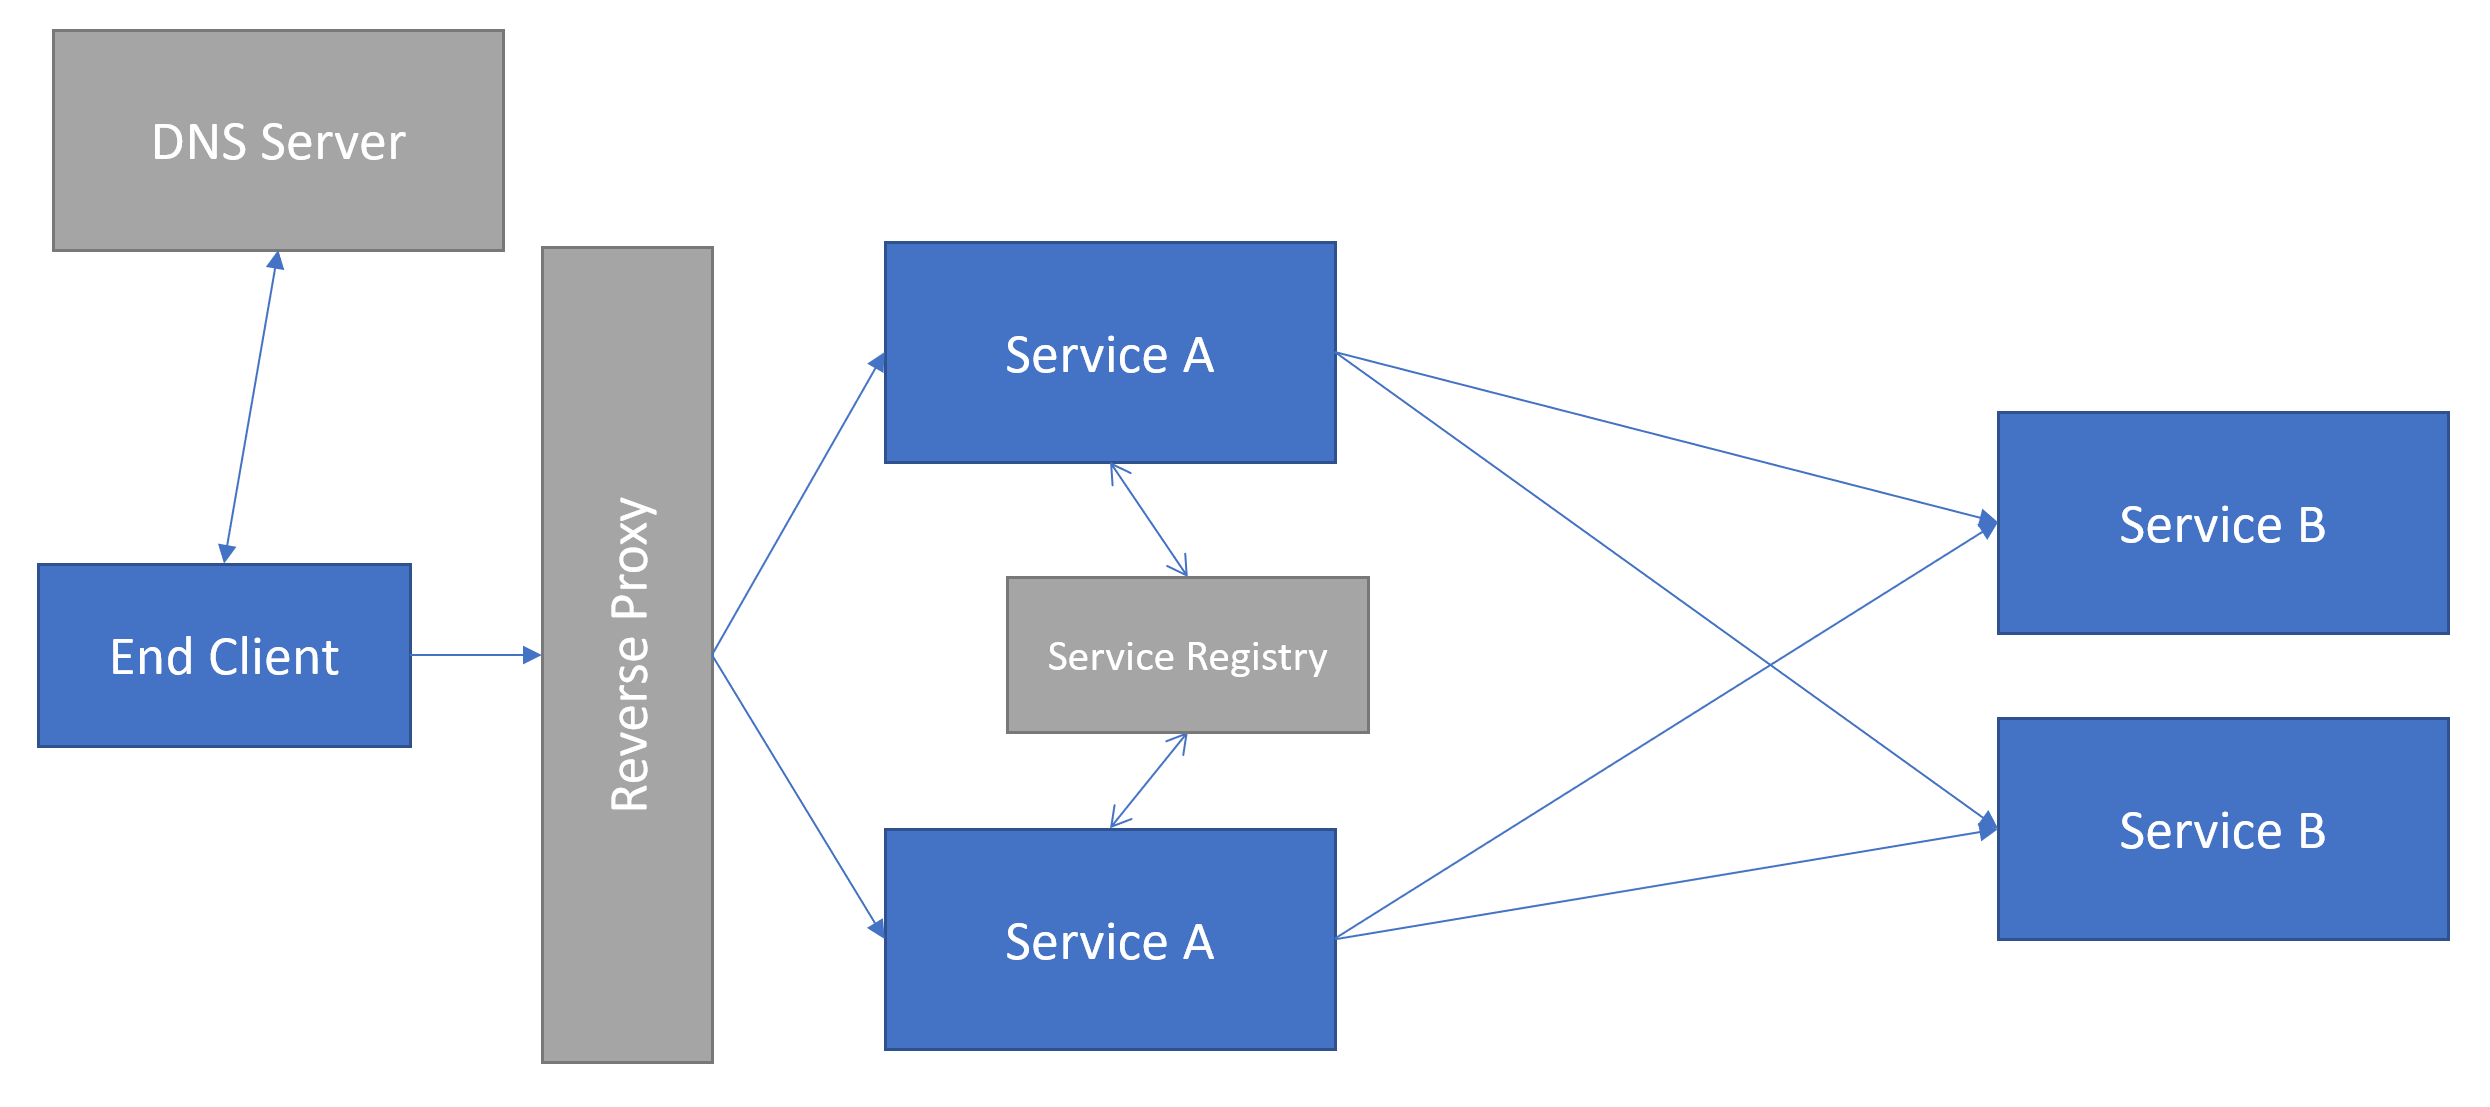 DNS Server
End Client
Reverse Proxy
Service A
Service Registry
Service A
Service B
Service B